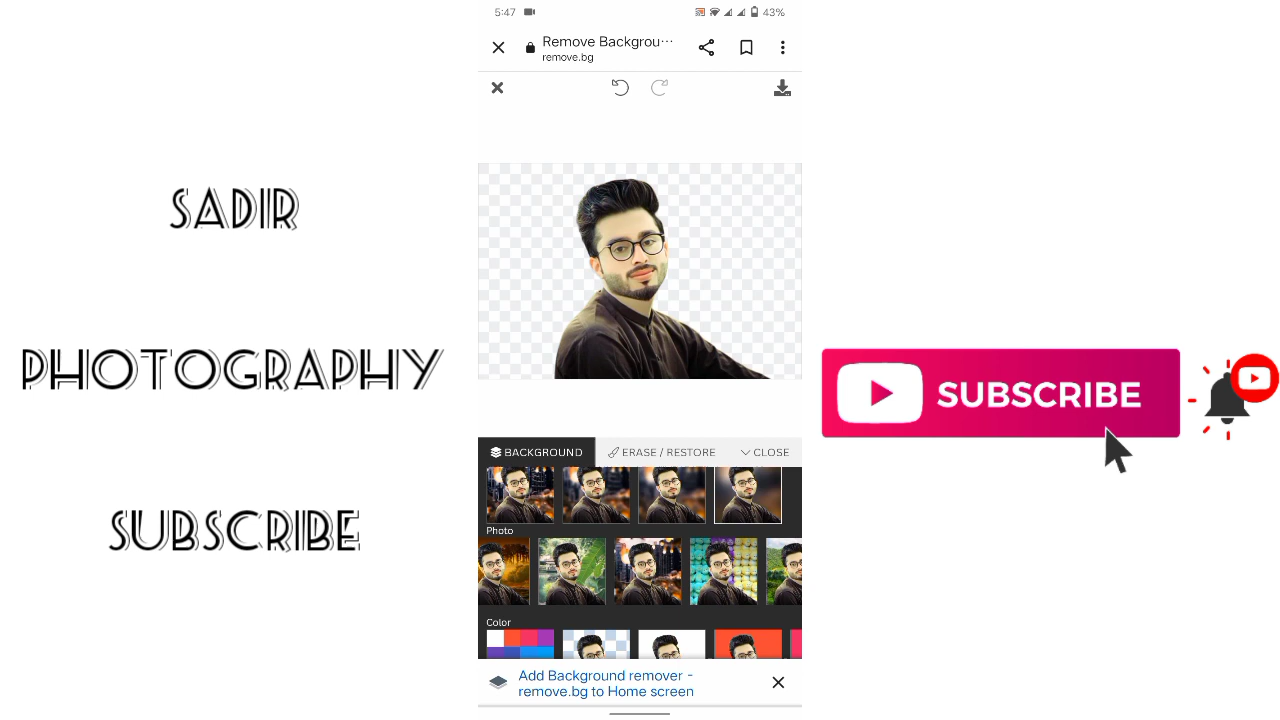 5:47
43%
Remove Backgrou···
remove.bg
SADIR
PHOTOGRAPHY
SUBSCRIBE
SUBSCRIBE
BACKGROUND
ERASE / RESTORE
CLOSE
Photo
Color
Add Background remover -
remove.bg to Home screen